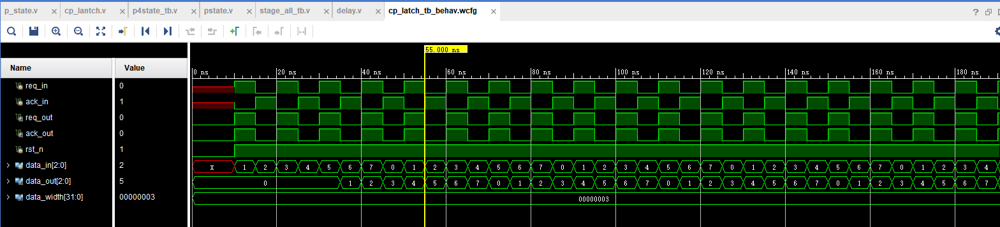 p_state.v × cp_lantch.v × p4state_tb.v × pstate.v × stage_all_tb.v × delay.v × cp_latch_tb_behav.wcfg ×
55.000 ns
Name Value 0 ns 20 ns 40 ns 60 ns 80 ns 100 ns 120 ns 140 ns 160 ns 180 ns
req_in 0
ack_in 1
req_out 0
ack_out 0
rst_n 1
data_in[2:0] 2 X 1 2 3 4 5 6 7 0 1 2 3 4 5 6 7 0 1 2 3 4 5 6 7 0 1 2 3 4 5 6 7 0 1 2 3 4
data_out[2:0] 5 0 1 2 3 4 5 6 7 0 1 2 3 4 5 6 7 0 1 2 3 4 5 6 7 0 1 2 3 4 5 6 7
data_width[31:0] 00000003 00000003